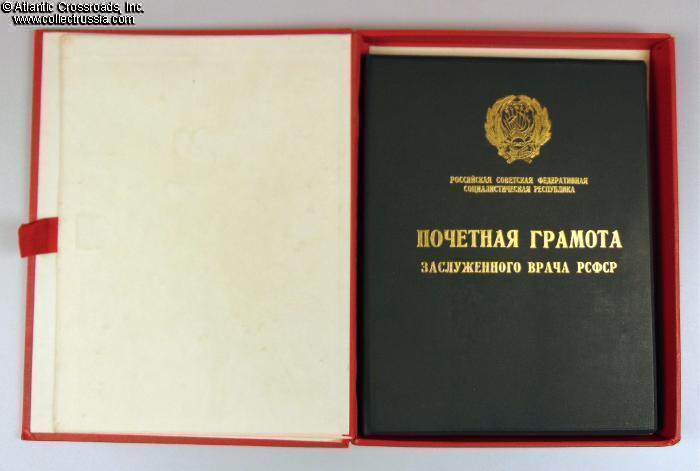 © Atlantic Crossroads, Inc.
www.collectrussia.com
РОССИЙСКАЯ СОВЕТСКАЯ ФЕДЕРАТИВНАЯ
СОЦИАЛИСТИЧЕСКАЯ РЕСПУБЛИКА
ПОЧЕТНАЯ ГРАМОТА
ЗАСЛУЖЕННОГО ВРАЧА РСФСР